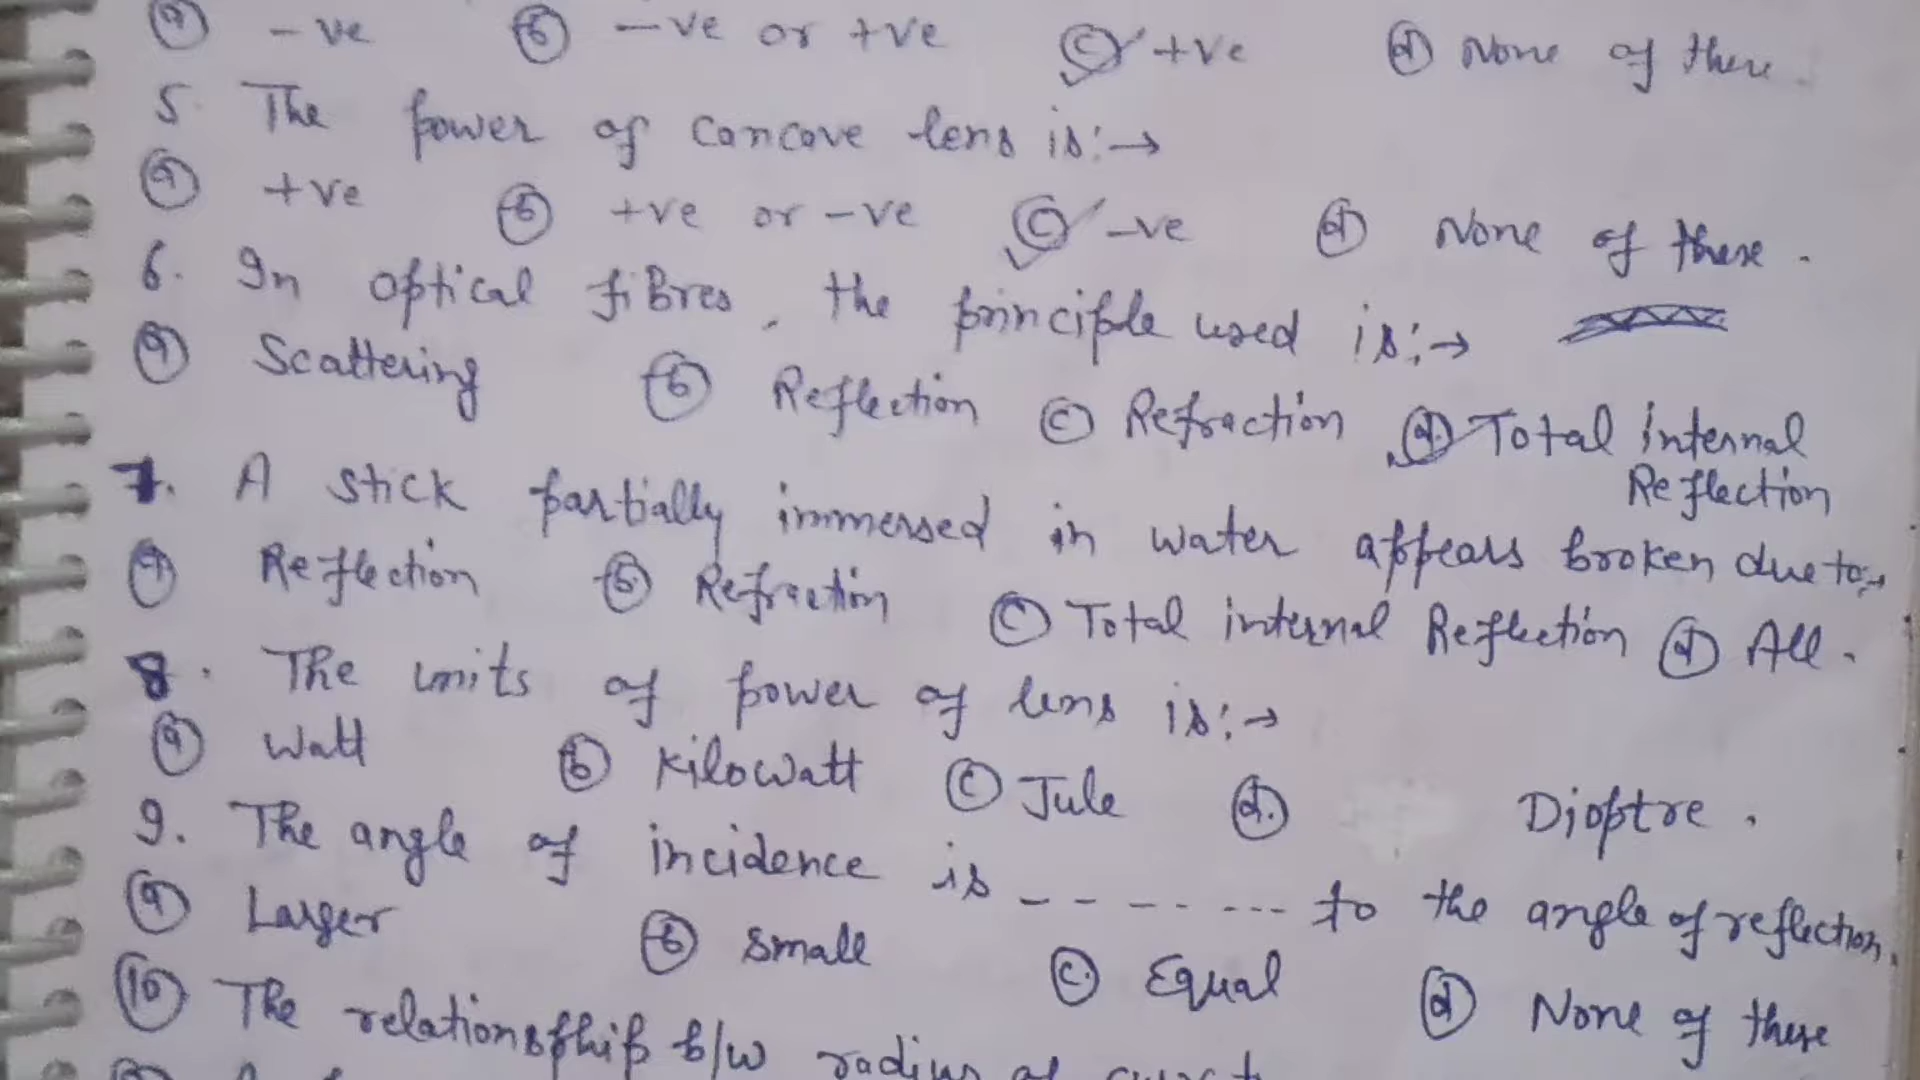 (a) -ve (b) -ve or +ve (c) +ve (d) None of these.
5. The power of concave lens is:→
(a) +ve (b) +ve or -ve (c) -ve (d) None of these.
6. In optical fibres, the principle used is:→
(a) Scattering (b) Reflection (c) Refraction (d) Total internal Reflection
7. A stick partially immersed in water appears broken due to:→
(a) Reflection (b) Refraction (c) Total internal Reflection (d) All.
8. The units of power of lens is:→
(a) Watt (b) Kilowatt (c) Jule (d) Dioptre.
9. The angle of incidence is -------- to the angle of reflection.
(a) Larger (b) small (c) Equal (d) None of these
(10) The relationship b/w radius of